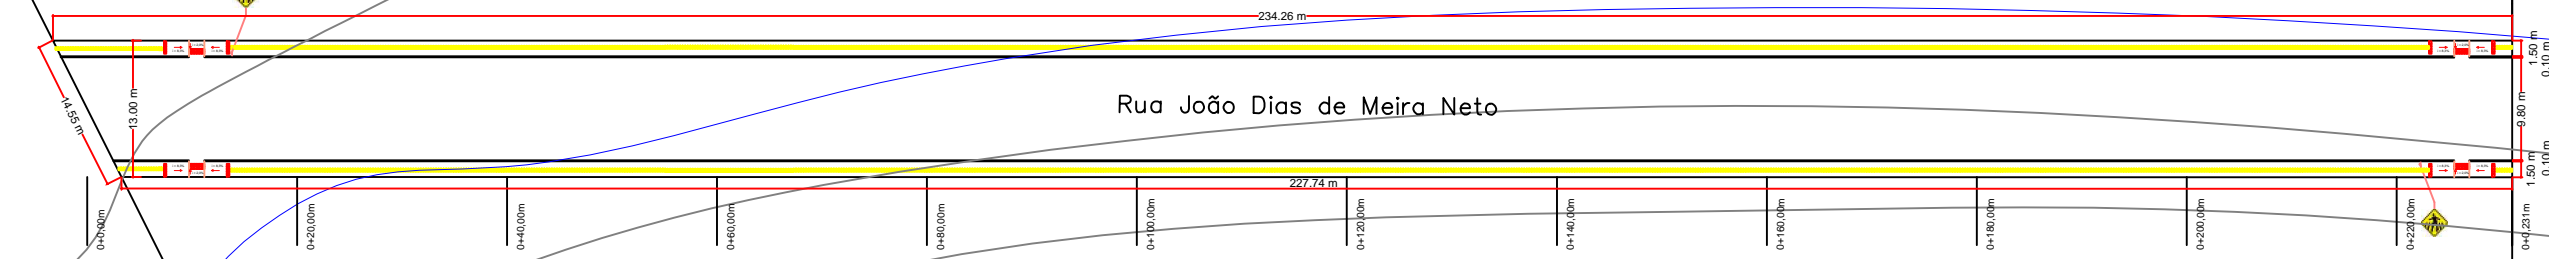 234.26 m
14.55 m
13.00 m
Rua João Dias de Meira Neto
1.50 m
0.10 m
9.80 m
1.50 m
0.10 m
227.74 m
0+0,00m
0+20,00m
0+40,00m
0+60,00m
0+80,00m
0+100,00m
0+120,00m
0+140,00m
0+160,00m
0+180,00m
0+200,00m
0+220,00m
0+0,231m